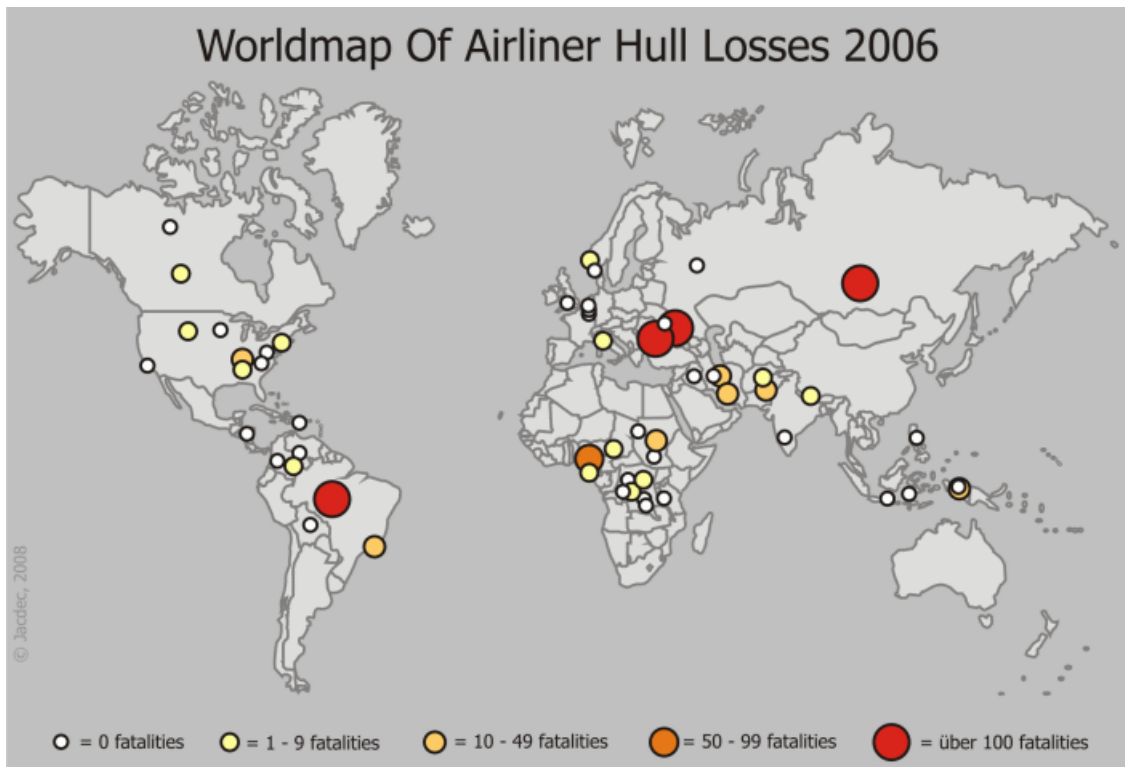 Worldmap Of Airliner Hull Losses 2006
© Jacdec, 2008
= 0 fatalities
= 1 - 9 fatalities
= 10 - 49 fatalities
= 50 - 99 fatalities
= über 100 fatalities